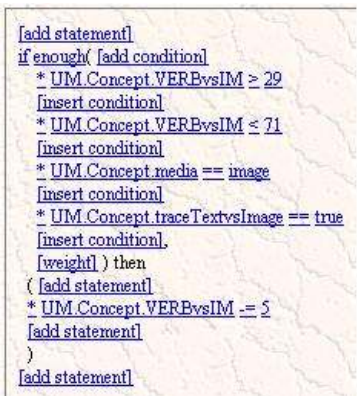 [add statement]
if enough( [add condition]
* UM.Concept.VERBvsIM > 29
[insert condition]
* UM.Concept.VERBvsIM < 71
[insert condition]
* UM.Concept.media == image
[insert condition]
* UM.Concept.traceTextvsImage == true
[insert condition],
[weight] ) then
( [add statement]
* UM.Concept.VERBvsIM -= 5
[add statement]
)
[add statement]